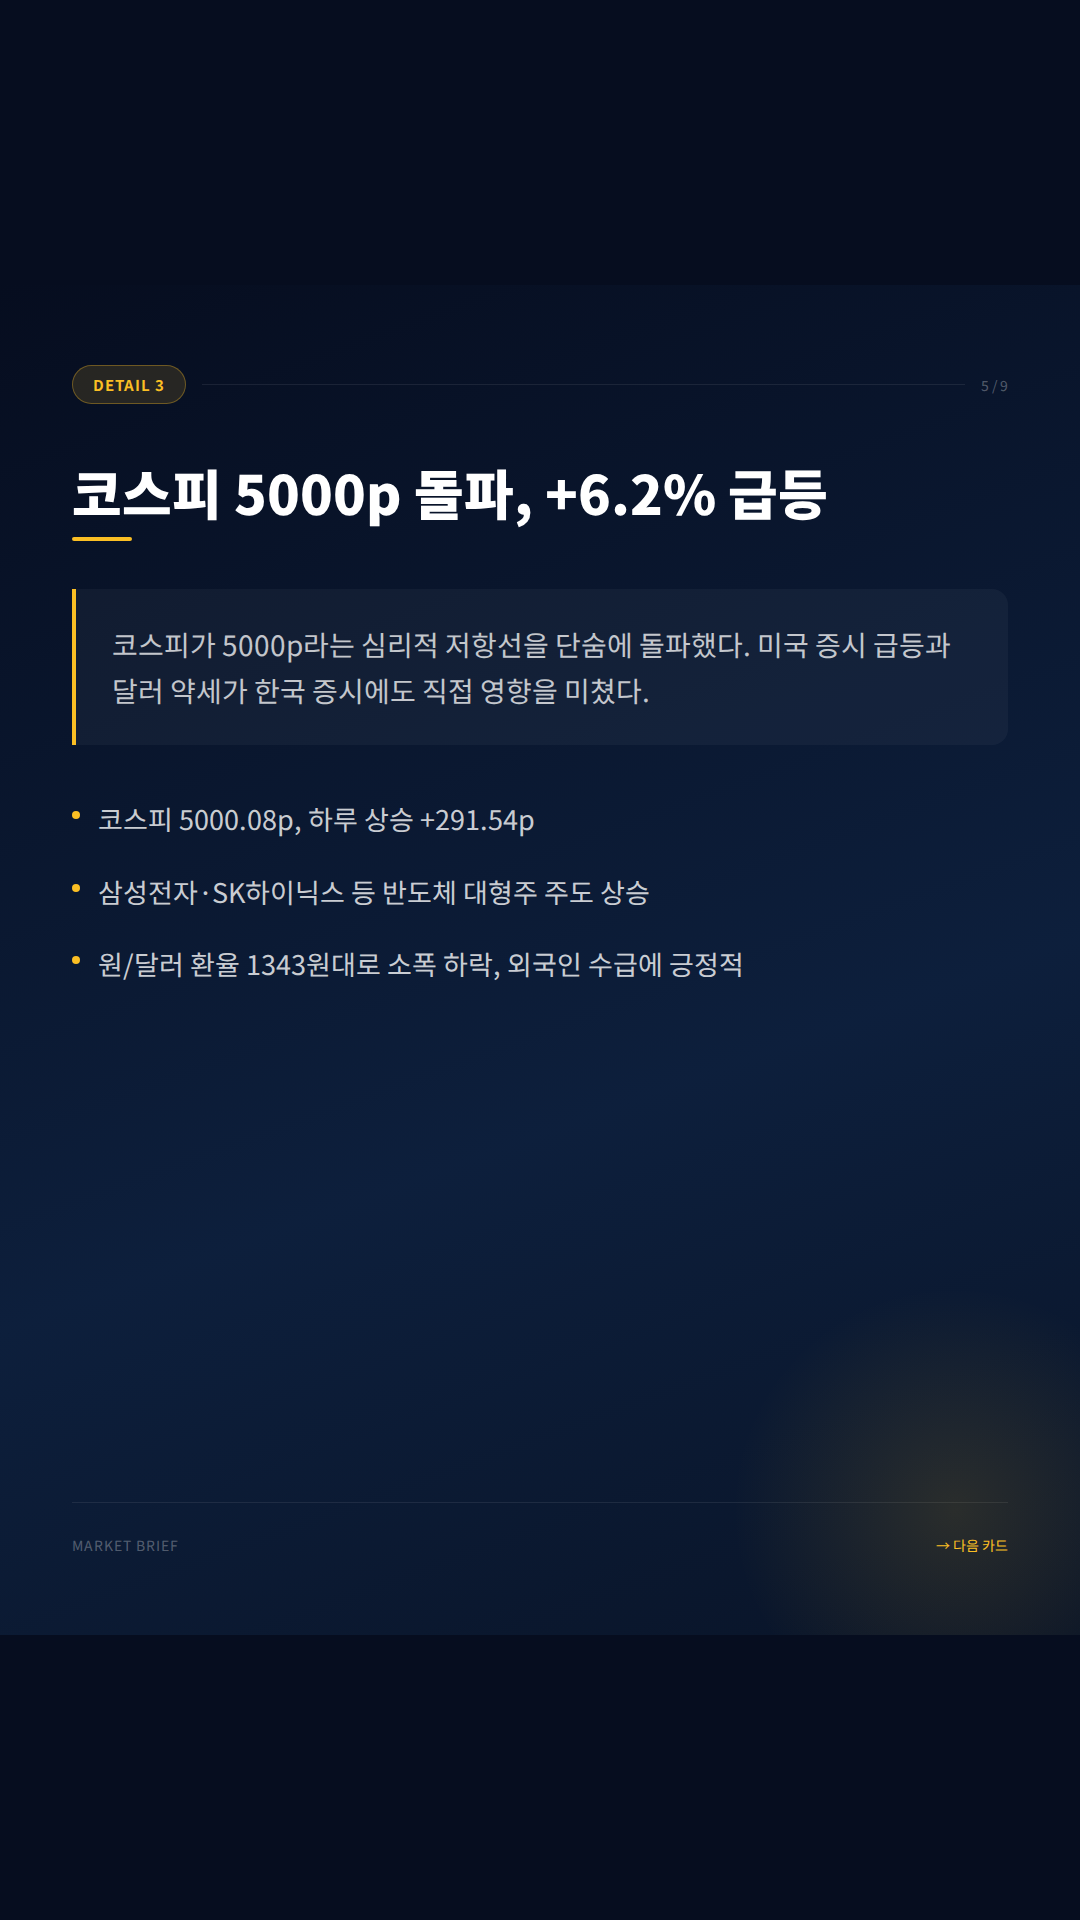 DETAIL 3
5 / 9
코스피 5000p 돌파, +6.2% 급등
코스피가 5000p라는 심리적 저항선을 단숨에 돌파했다. 미국 증시 급등과
달러 약세가 한국 증시에도 직접 영향을 미쳤다.
코스피 5000.08p, 하루 상승 +291.54p
삼성전자·SK하이닉스 등 반도체 대형주 주도 상승
원/달러 환율 1343원대로 소폭 하락, 외국인 수급에 긍정적
MARKET BRIEF
→ 다음 카드